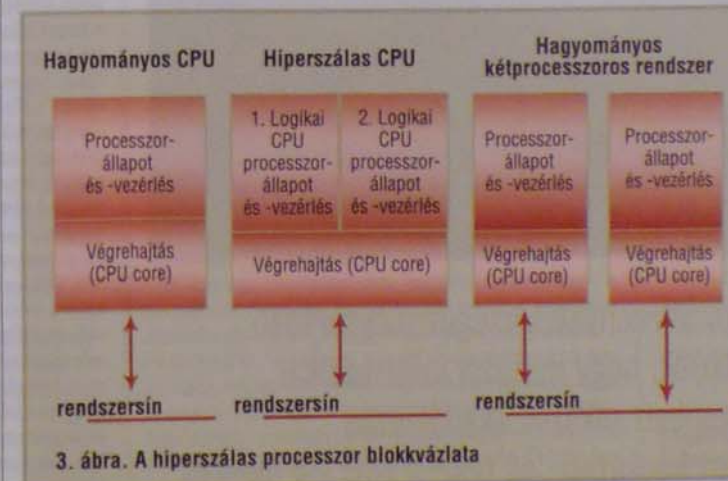 Hagyományos CPU
Processzor-
állapot
és -vezérlés
Végrehajtás
(CPU core)
rendszersín
Hiperszálas CPU
1. Logikai
CPU
processzor-
állapot
és -vezérlés
2. Logikai
CPU
processzor-
állapot
és -vezérlés
Végrehajtás (CPU core)
rendszersín
Hagyományos
kétprocesszoros rendszer
Processzor-
állapot
és -vezérlés
Végrehajtás
(CPU core)
Processzor-
állapot
és -vezérlés
Végrehajtás
(CPU core)
rendszersín
3. ábra. A hiperszálas processzor blokkvázlata